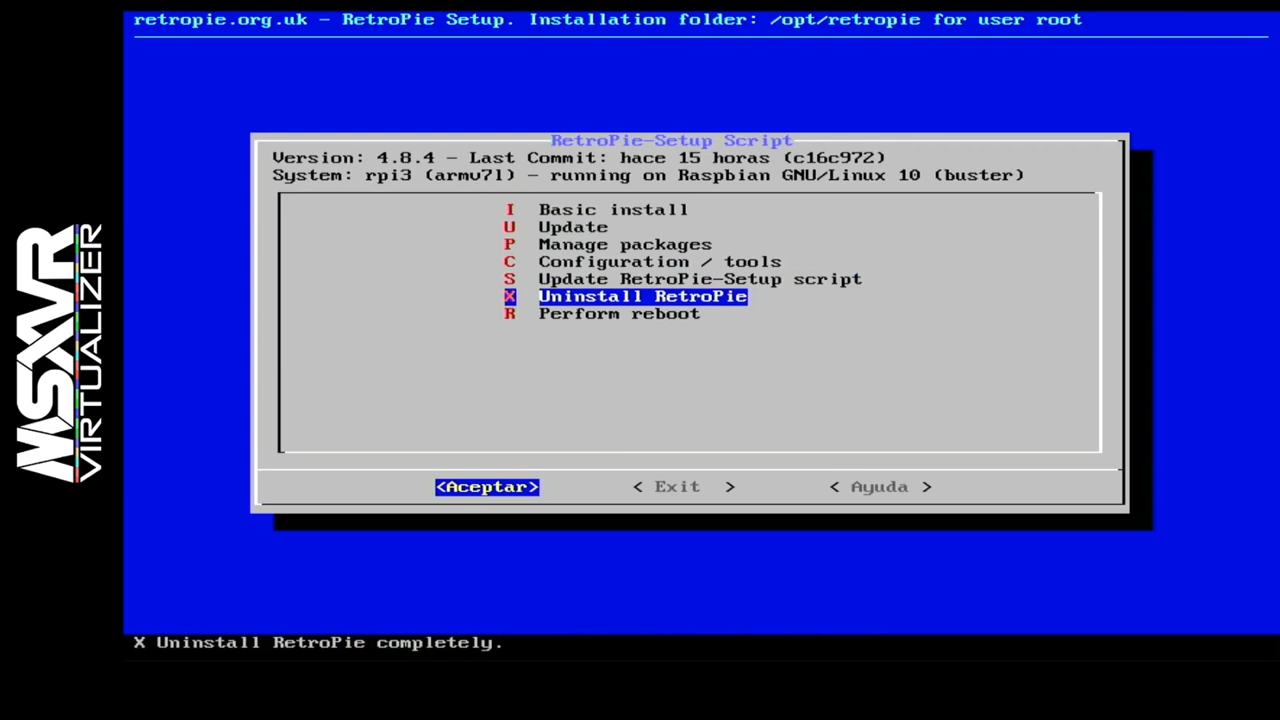 retropie.org.uk - RetroPie Setup. Installation folder: /opt/retropie for user root
RetroPie-Setup Script
Version: 4.8.4 - Last Commit: hace 15 horas (c16c972)
System: rpi3 (armv7l) - running on Raspbian GNU/Linux 10 (buster)
I Basic install
U Update
P Manage packages
C Configuration / tools
S Update RetroPie-Setup script
X Uninstall RetroPie
R Perform reboot
<Aceptar> < Exit > < Ayuda >
X Uninstall RetroPie completely.
MSXVR
VIRTUALIZER